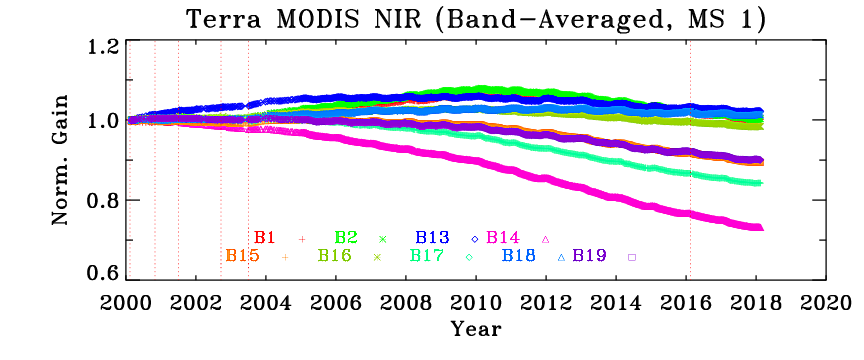 Terra MODIS NIR (Band-Averaged, MS 1)
1.2
1.0
0.8
0.6
Norm. Gain
B1 B2 B13 B14
B15 B16 B17 B18 B19
2000 2002 2004 2006 2008 2010 2012 2014 2016 2018 2020
Year